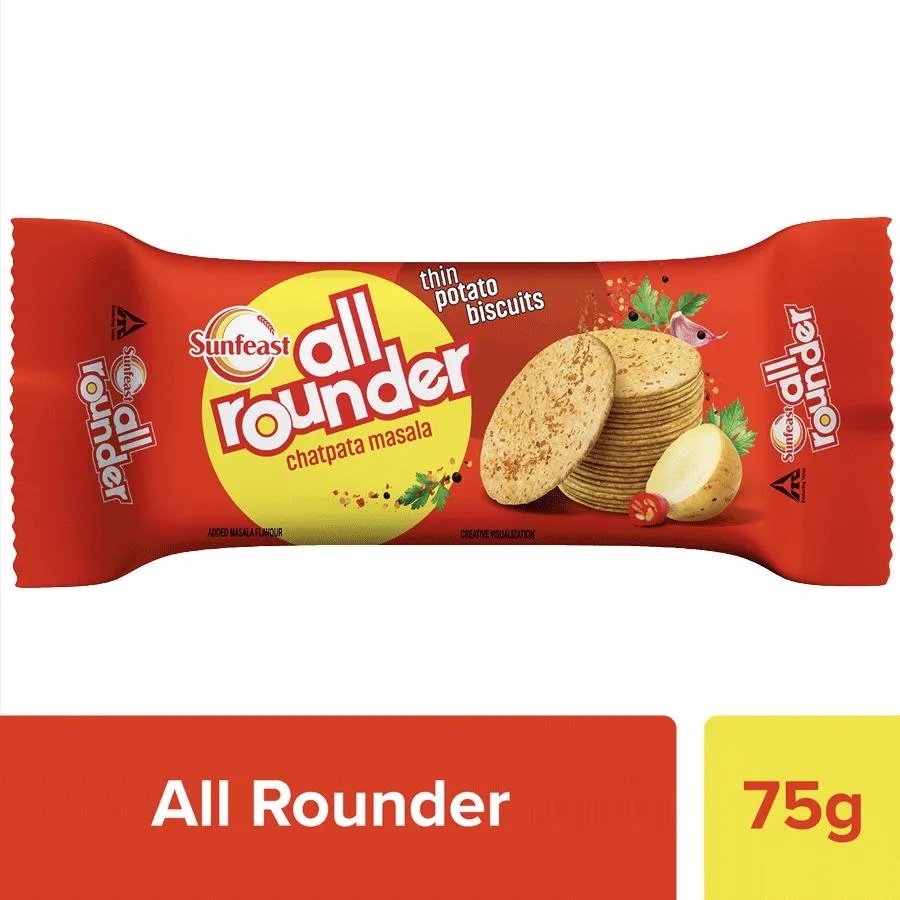 thin
potato
biscuits
Sunfeast
all
rounder
chatpata masala
ADDED MASALA FLAVOUR
CREATIVE VISUALIZATION
Sunfeast
all
rounder
Sunfeast
all
rounder
All Rounder
75g